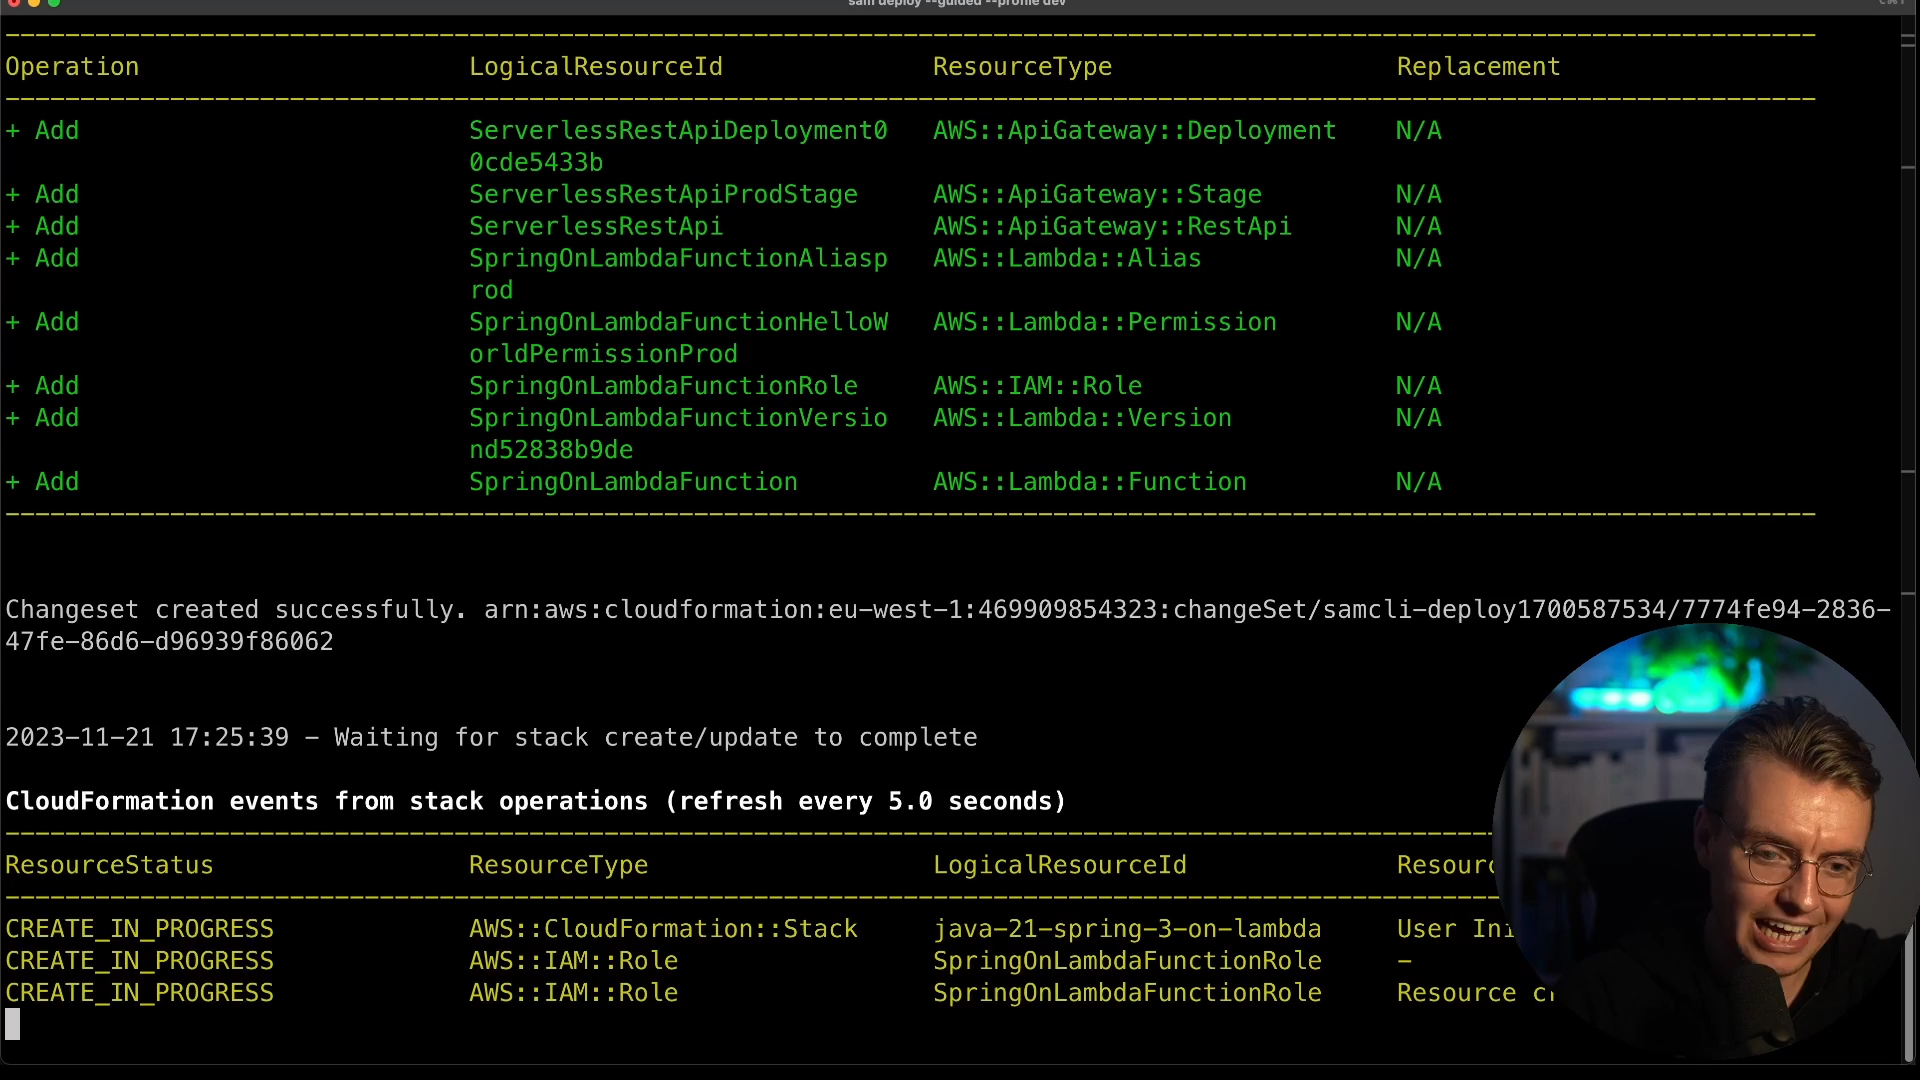 sam deploy --guided --profile dev
Operation LogicalResourceId ResourceType Replacement
+ Add ServerlessRestApiDeployment0 AWS::ApiGateway::Deployment N/A
0cde5433b
+ Add ServerlessRestApiProdStage AWS::ApiGateway::Stage N/A
+ Add ServerlessRestApi AWS::ApiGateway::RestApi N/A
+ Add SpringOnLambdaFunctionAliasp AWS::Lambda::Alias N/A
rod
+ Add SpringOnLambdaFunctionHelloW AWS::Lambda::Permission N/A
orldPermissionProd
+ Add SpringOnLambdaFunctionRole AWS::IAM::Role N/A
+ Add SpringOnLambdaFunctionVersio AWS::Lambda::Version N/A
nd52838b9de
+ Add SpringOnLambdaFunction AWS::Lambda::Function N/A
Changeset created successfully. arn:aws:cloudformation:eu-west-1:469909854323:changeSet/samcli-deploy1700587534/7774fe94-2836-
47fe-86d6-d96939f86062
2023-11-21 17:25:39 - Waiting for stack create/update to complete
CloudFormation events from stack operations (refresh every 5.0 seconds)
ResourceStatus ResourceType LogicalResourceId
CREATE_IN_PROGRESS AWS::CloudFormation::Stack java-21-spring-3-on-lambda User
CREATE_IN_PROGRESS AWS::IAM::Role SpringOnLambdaFunctionRole -
CREATE_IN_PROGRESS AWS::IAM::Role SpringOnLambdaFunctionRole Resource